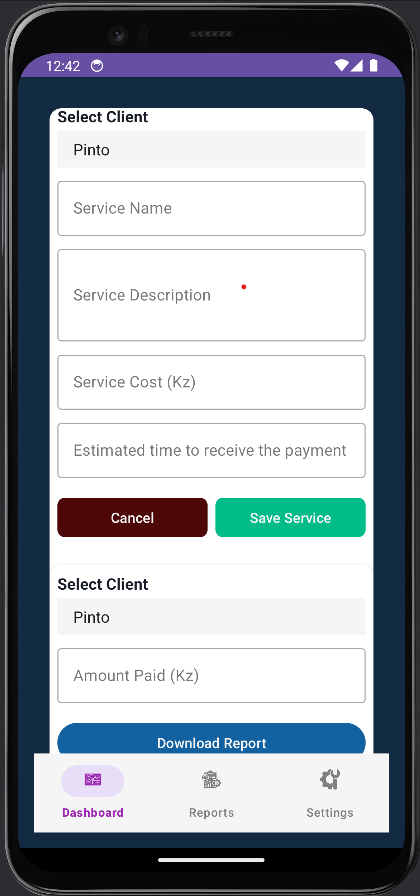 12:42
Select Client
Pinto
Service Name
Service Description
Service Cost (Kz)
Estimated time to receive the payment
Cancel
Save Service
Select Client
Pinto
Amount Paid (Kz)
Download Report
Dashboard
Reports
Settings